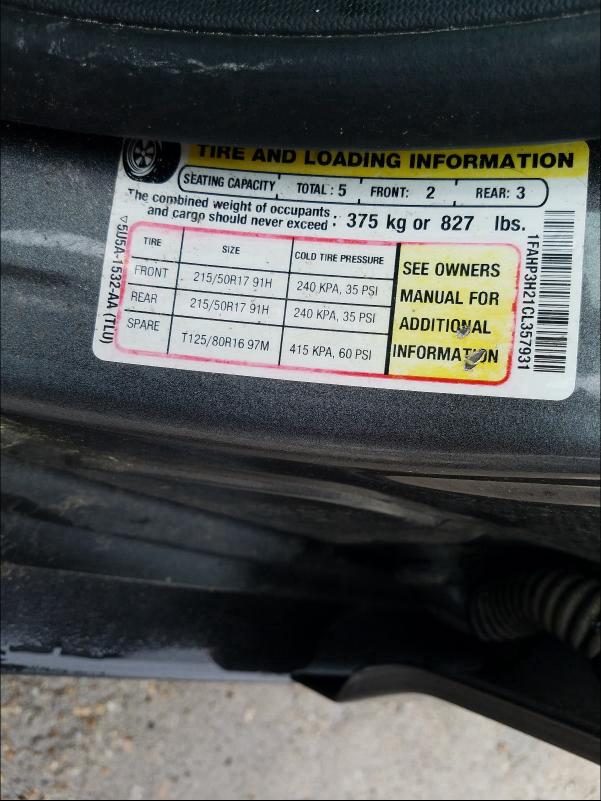 TIRE AND LOADING INFORMATION
SEATING CAPACITY TOTAL : 5 FRONT: 2 REAR: 3
The combined weight of occupants
and cargo should never exceed : 375 kg or 827 lbs.
TIRE SIZE COLD TIRE PRESSURE
FRONT 215/50R17 91H 240 KPA, 35 PSI
REAR 215/50R17 91H 240 KPA, 35 PSI
SPARE T125/80R16 97M 415 KPA, 60 PSI
SEE OWNERS
MANUAL FOR
ADDITIONAL
INFORMATION
5U5A-1532-AA (TLU)
1FAHP3H21CL357931